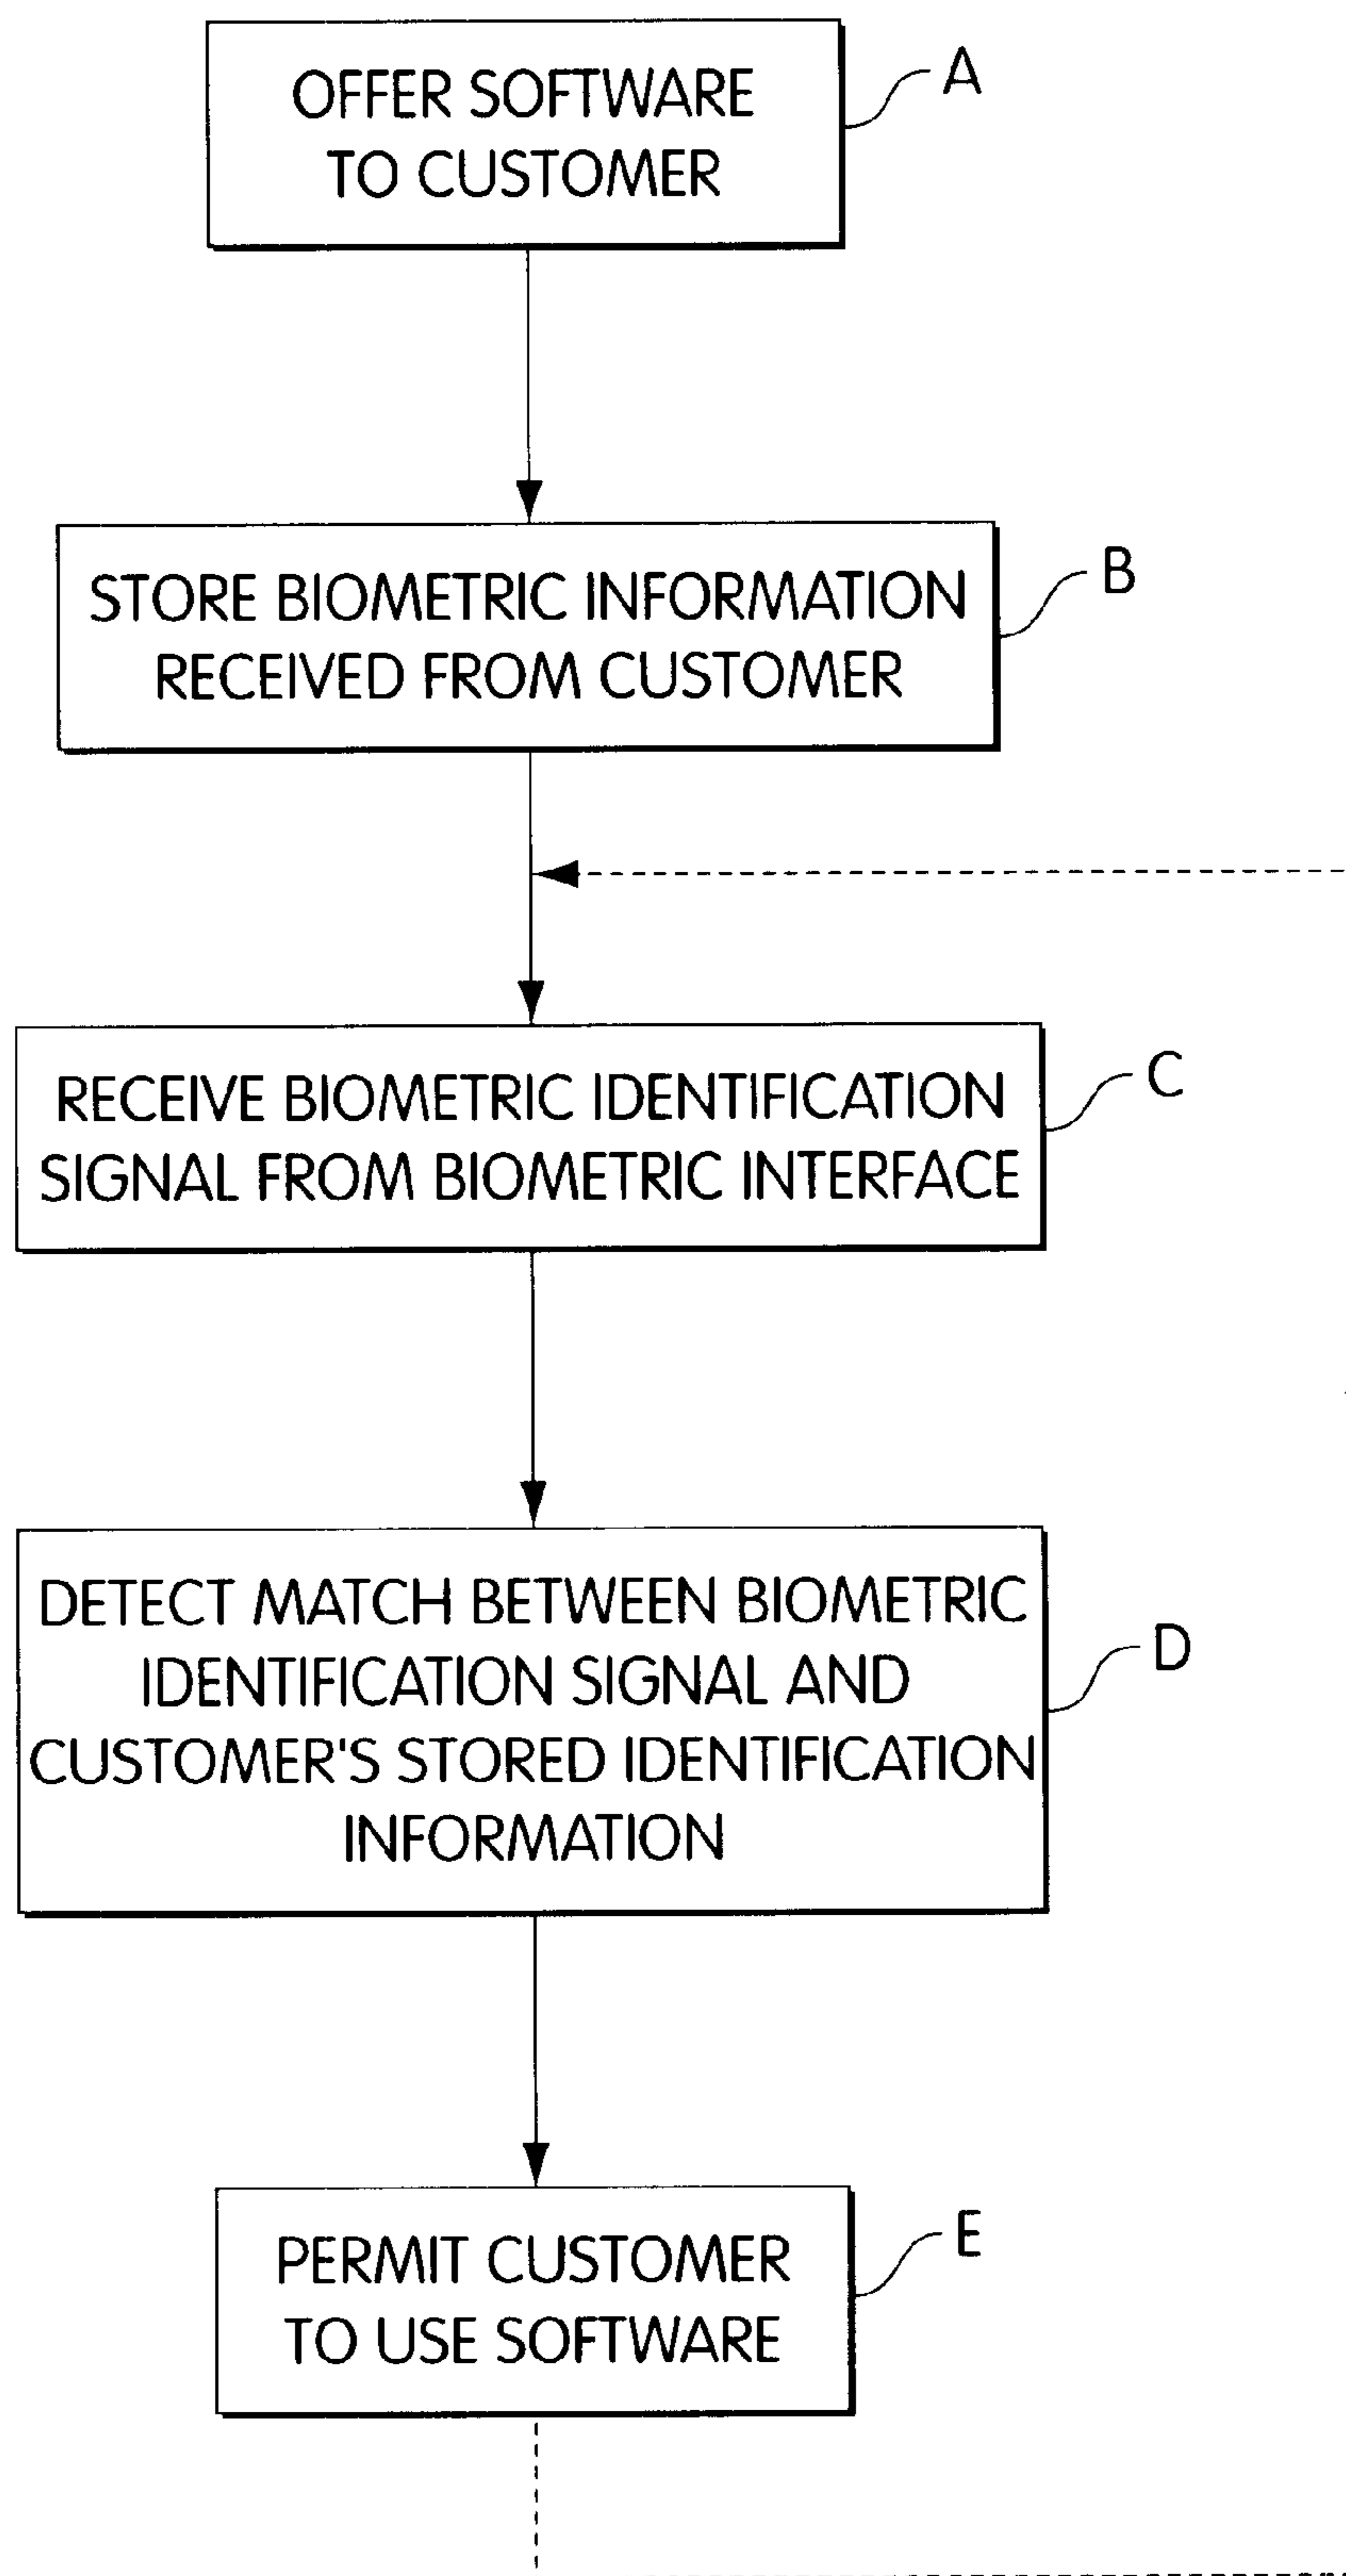 OFFER SOFTWARE
TO CUSTOMER
A
STORE BIOMETRIC INFORMATION
RECEIVED FROM CUSTOMER
B
RECEIVE BIOMETRIC IDENTIFICATION
SIGNAL FROM BIOMETRIC INTERFACE
C
DETECT MATCH BETWEEN BIOMETRIC
IDENTIFICATION SIGNAL AND
CUSTOMER'S STORED IDENTIFICATION
INFORMATION
D
PERMIT CUSTOMER
TO USE SOFTWARE
E